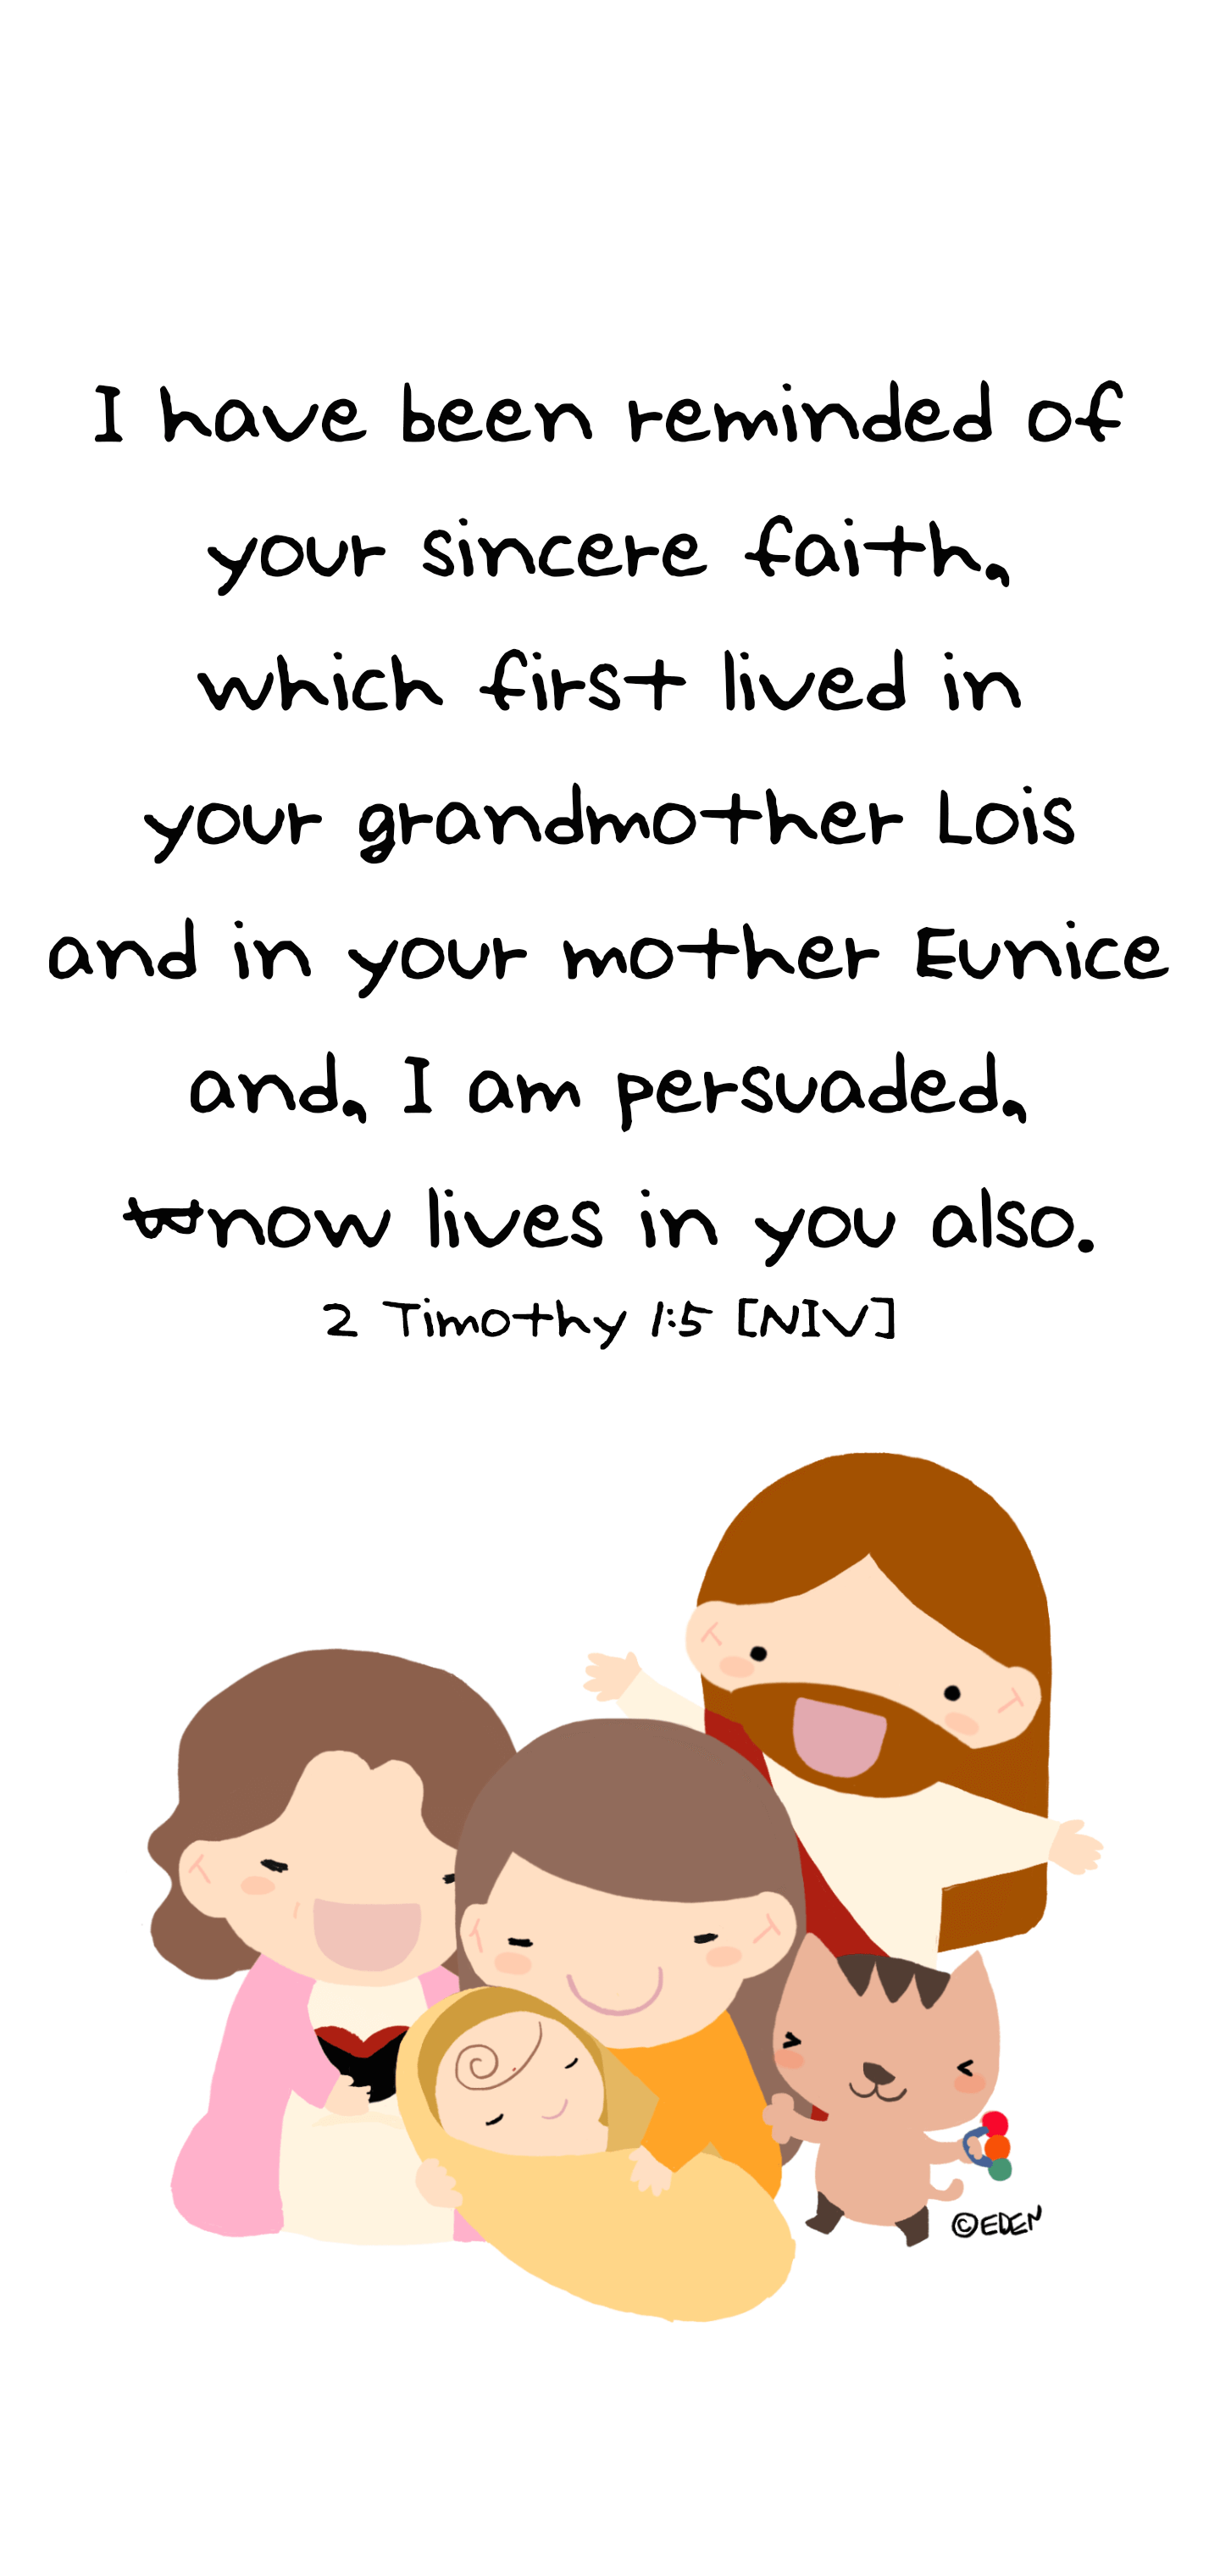 I have been reminded of
your sincere faith,
which first lived in
your grandmother Lois
and in your mother Eunice
and, I am persuaded,
₩now lives in you also.
2 Timothy 1:5 [NIV]
©EDEN